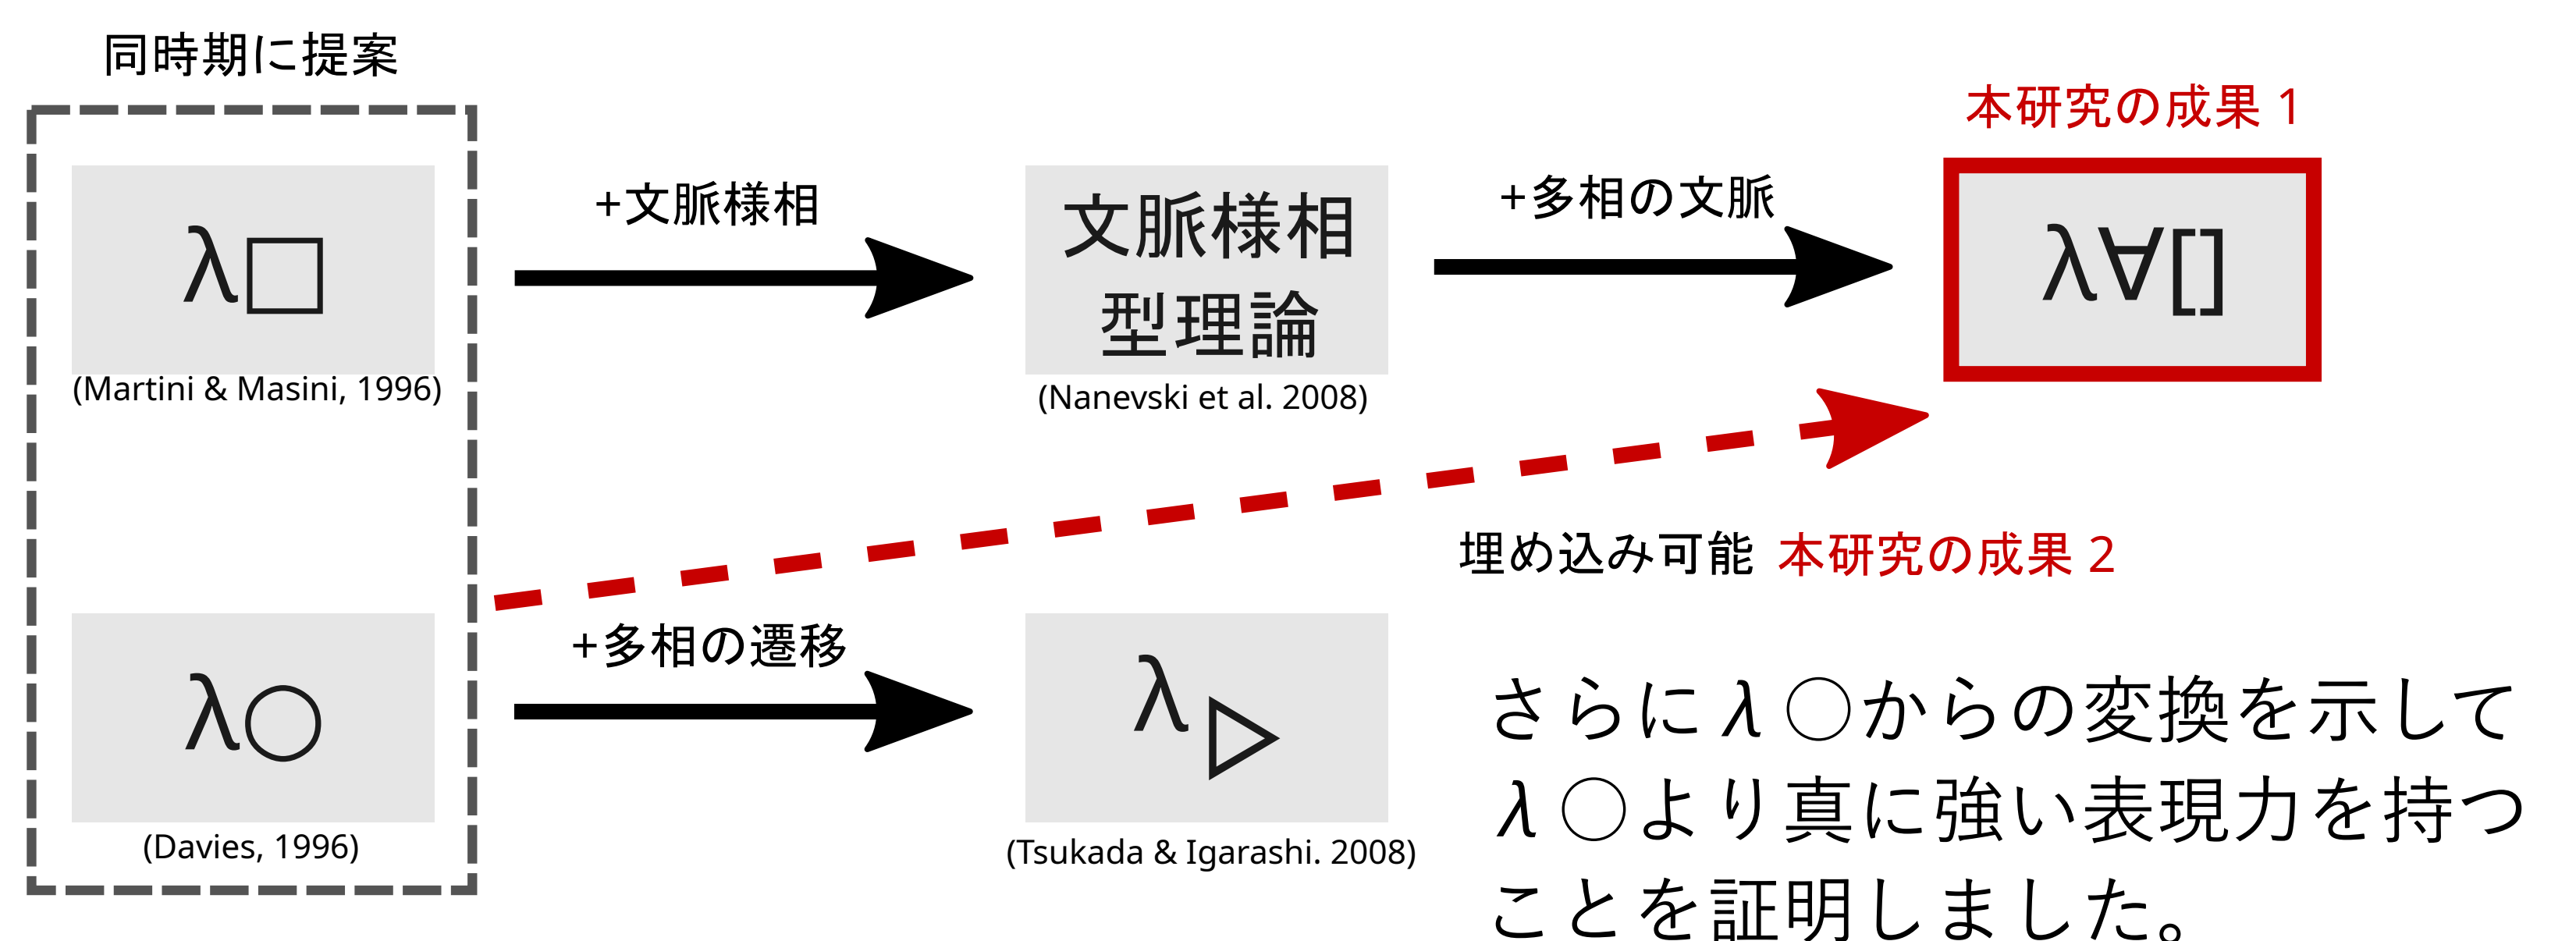 同時期に提案
λ□
(Martini & Masini, 1996)
λ○
(Davies, 1996)
+文脈様相
文脈様相
型理論
(Nanevski et al. 2008)
+多相の文脈
本研究の成果 1
λ∀[]
埋め込み可能 本研究の成果 2
+多相の遷移
λ▷
(Tsukada & Igarashi. 2008)
さらに λ ○からの変換を示して
λ ○より真に強い表現力を持つ
ことを証明しました。